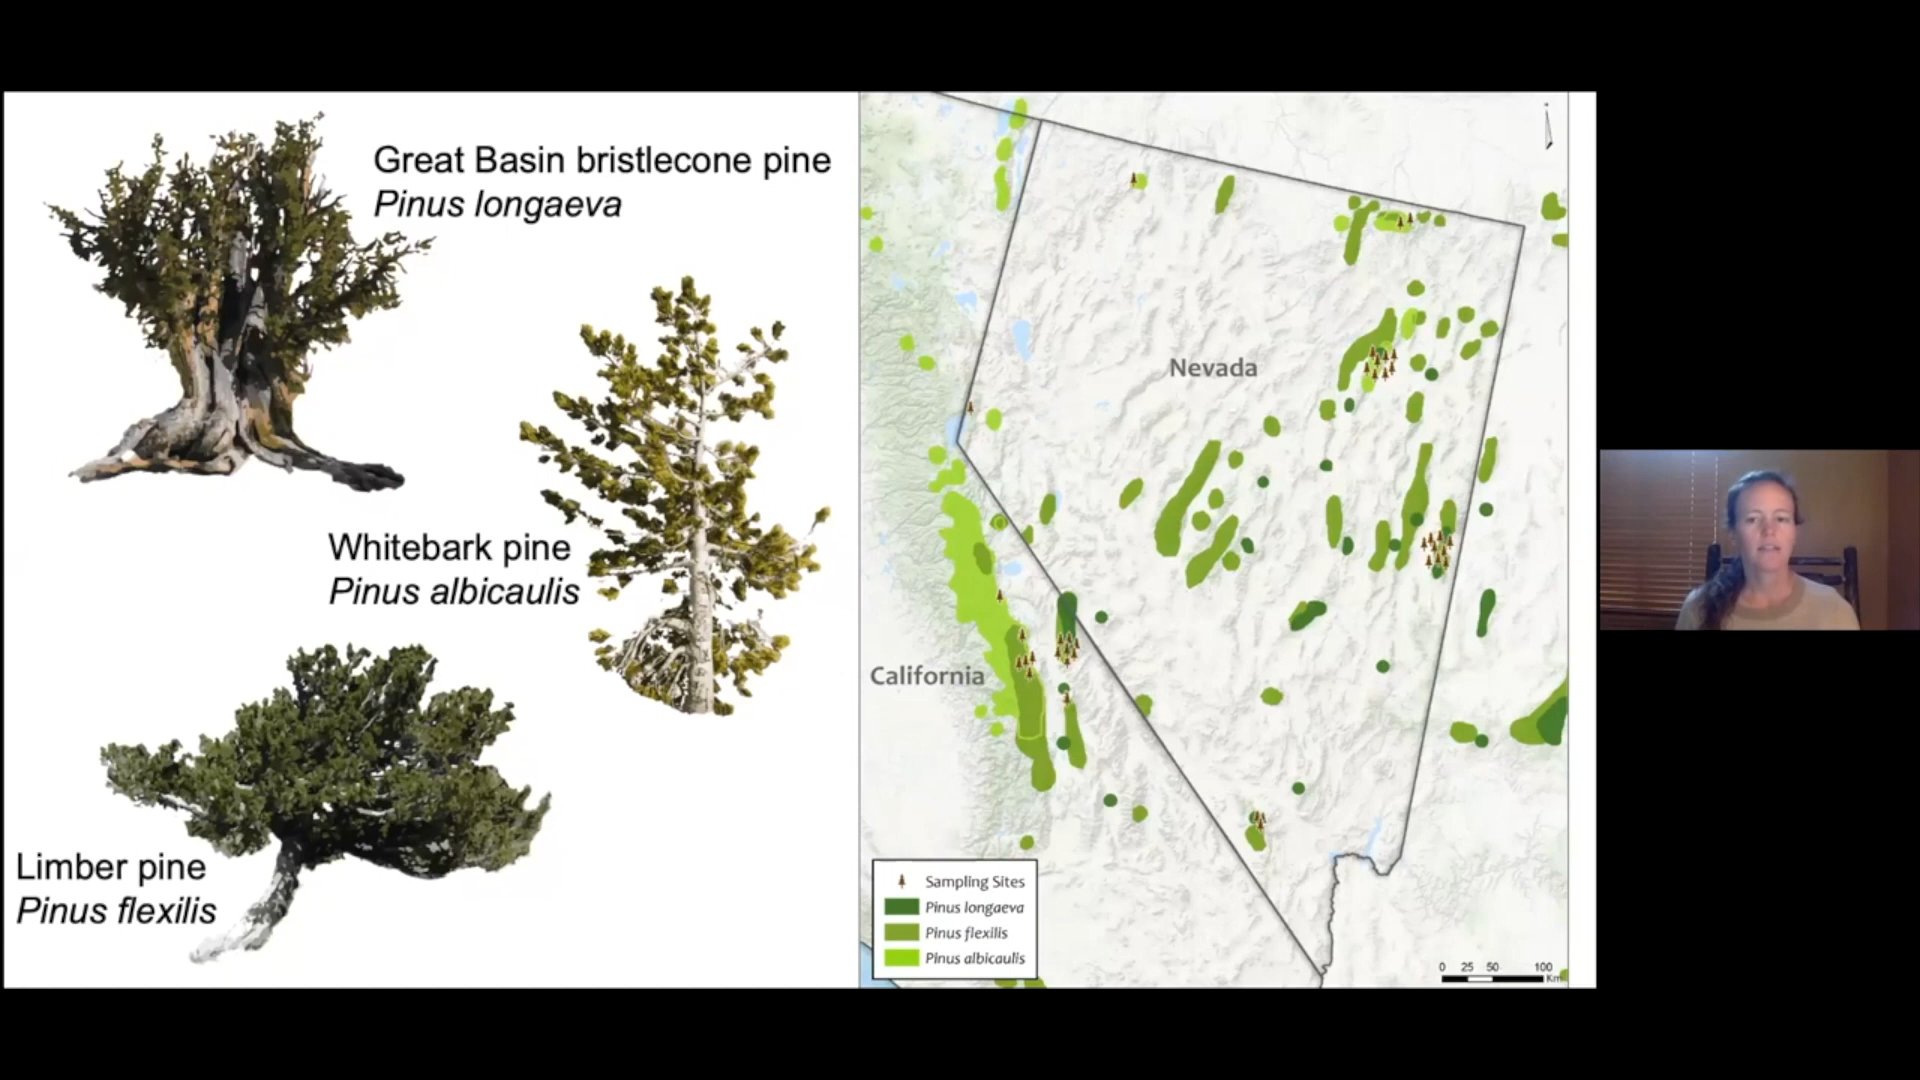 Great Basin bristlecone pine
Pinus longaeva
Whitebark pine
Pinus albicaulis
Limber pine
Pinus flexilis
Nevada
California
Sampling Sites
Pinus longaeva
Pinus flexilis
Pinus albicaulis
0 25 50 100
Km